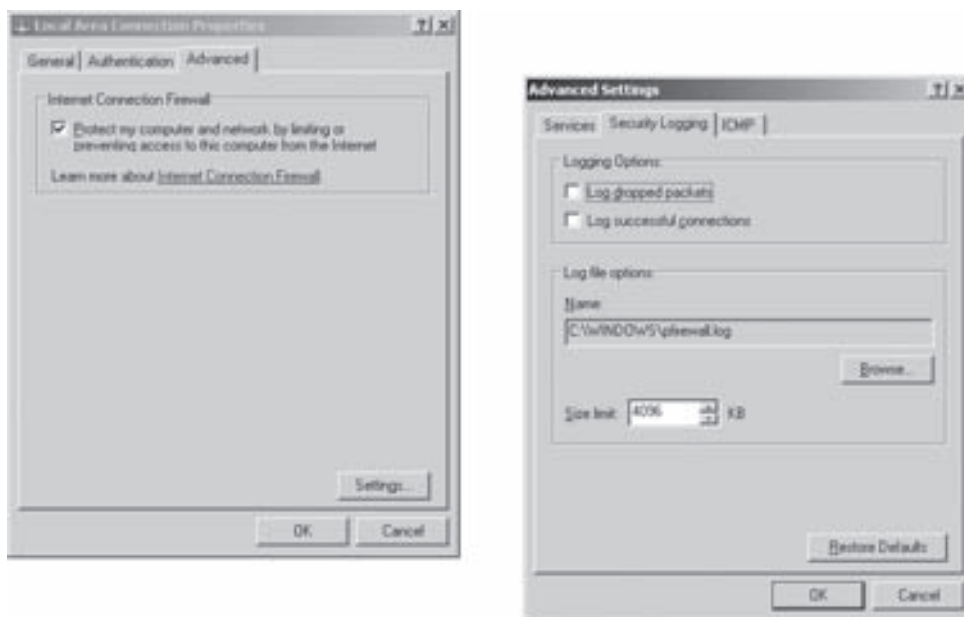 Local Area Connection Properties
General
Authentication
Advanced
Internet Connection Firewall
Protect my computer and network by limiting or
preventing access to this computer from the Internet
Learn more about Internet Connection Firewall.
Settings...
OK
Cancel
Advanced Settings
Services
Security Logging
ICMP
Logging Options:
Log dropped packets
Log successful connections
Log file options:
Name:
C:\WINDOWS\pfirewall.log
Browse...
Size limit:
4096
KB
Restore Defaults
OK
Cancel